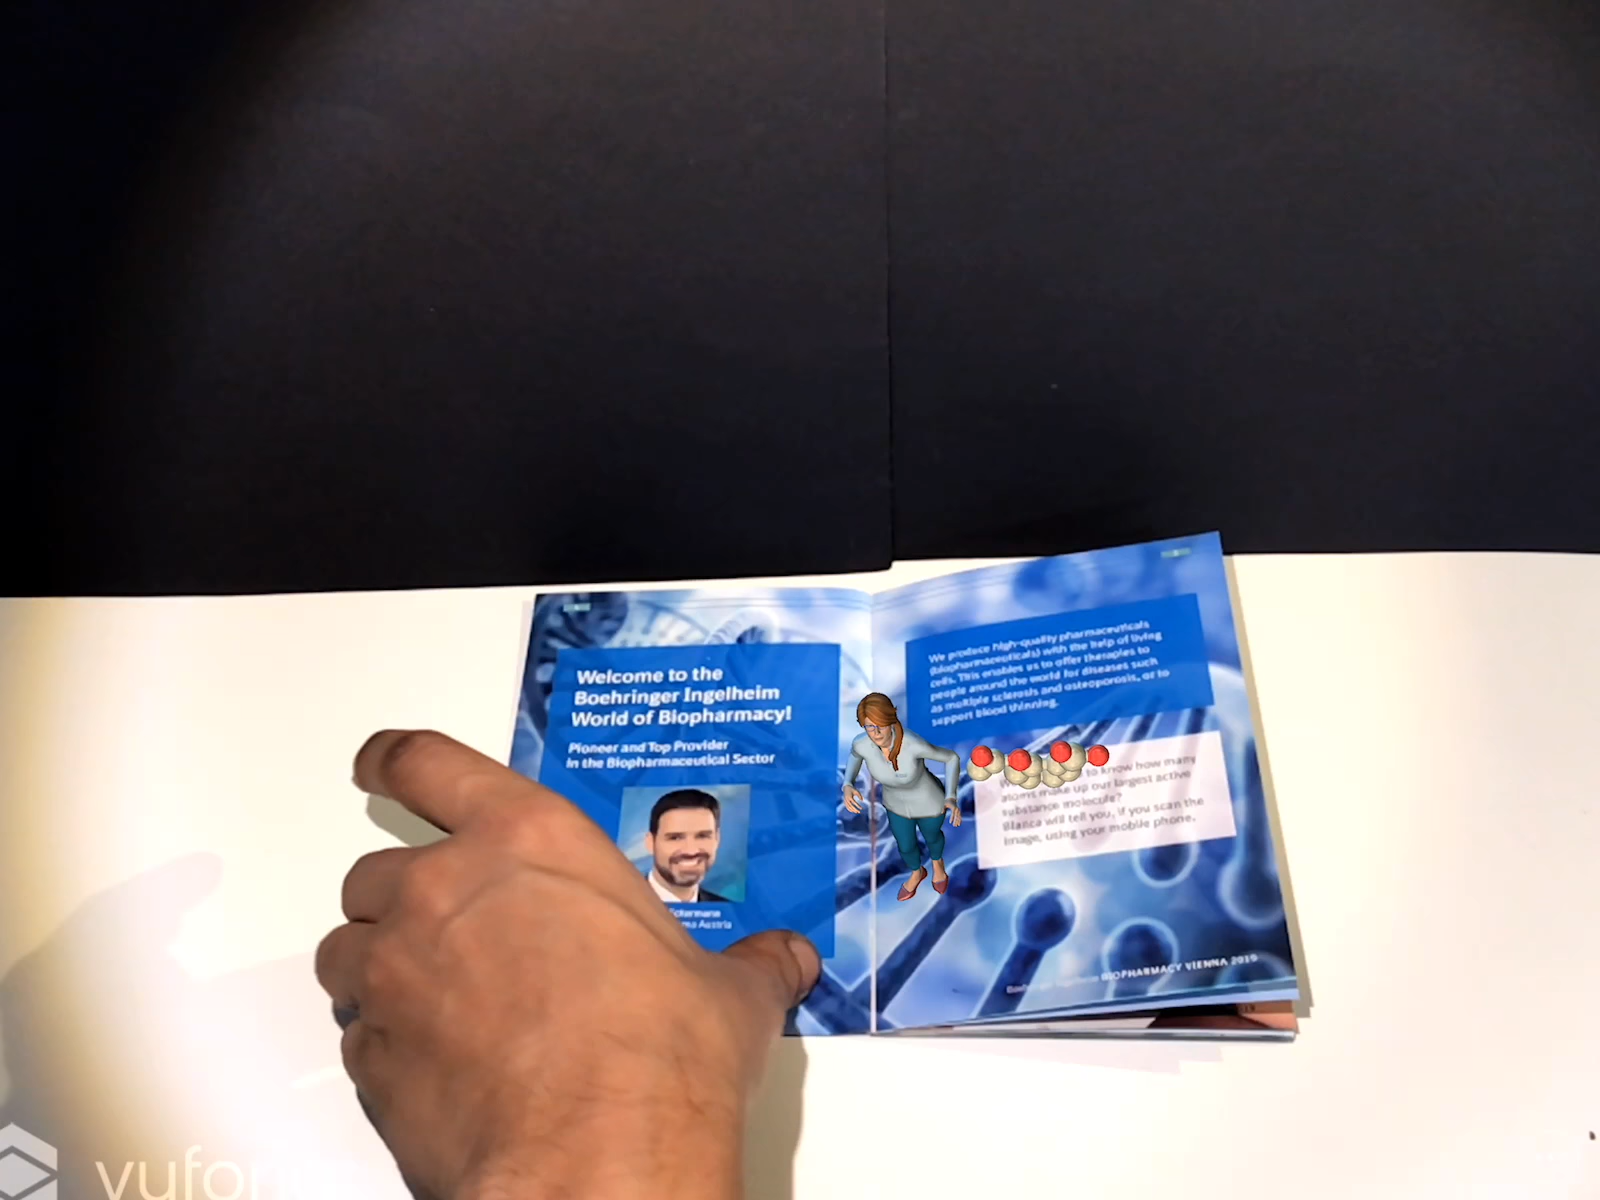 Welcome to the
Boehringer Ingelheim
World of Biopharmacy!
Pioneer and Top Provider
in the Biopharmaceutical Sector
Austria
We produce high-quality pharmaceuticals
(biopharmaceuticals) with the help of living
cells. This enables us to offer therapies to
people around the world for diseases such
as multiple sclerosis and osteoporosis, or to
support blood thinning.
to know how many
atoms make up our largest active
substance molecule?
Bianca will tell you, if you scan the
image, using your mobile phone.
BIOPHARMACY VIENNA 2019
vufor